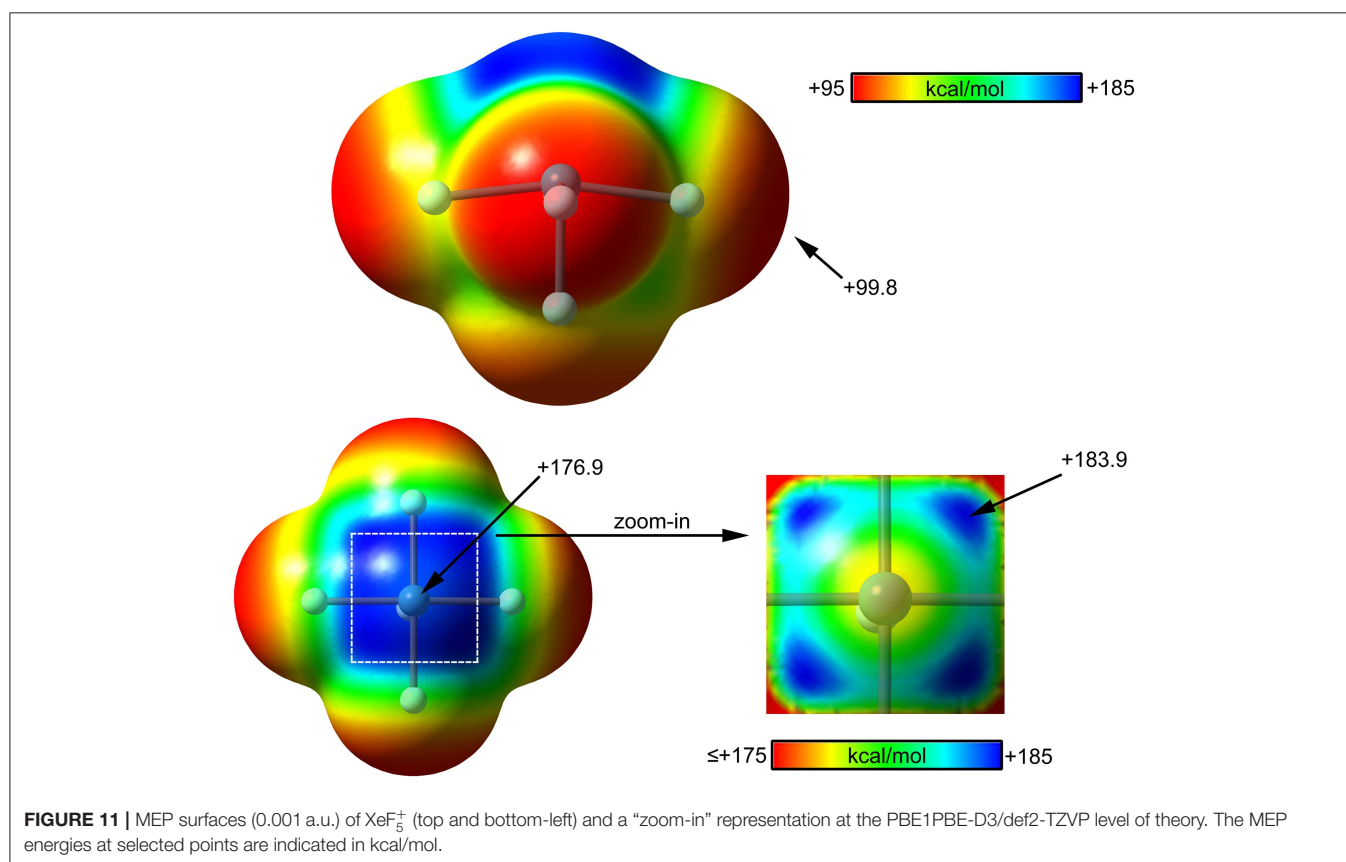 +95 kcal/mol +185
+99.8
+176.9
+183.9
zoom-in
≤+175 kcal/mol +185
FIGURE 11 | MEP surfaces (0.001 a.u.) of XeF₅⁺ (top and bottom-left) and a “zoom-in” representation at the PBE1PBE-D3/def2-TZVP level of theory. The MEP
energies at selected points are indicated in kcal/mol.